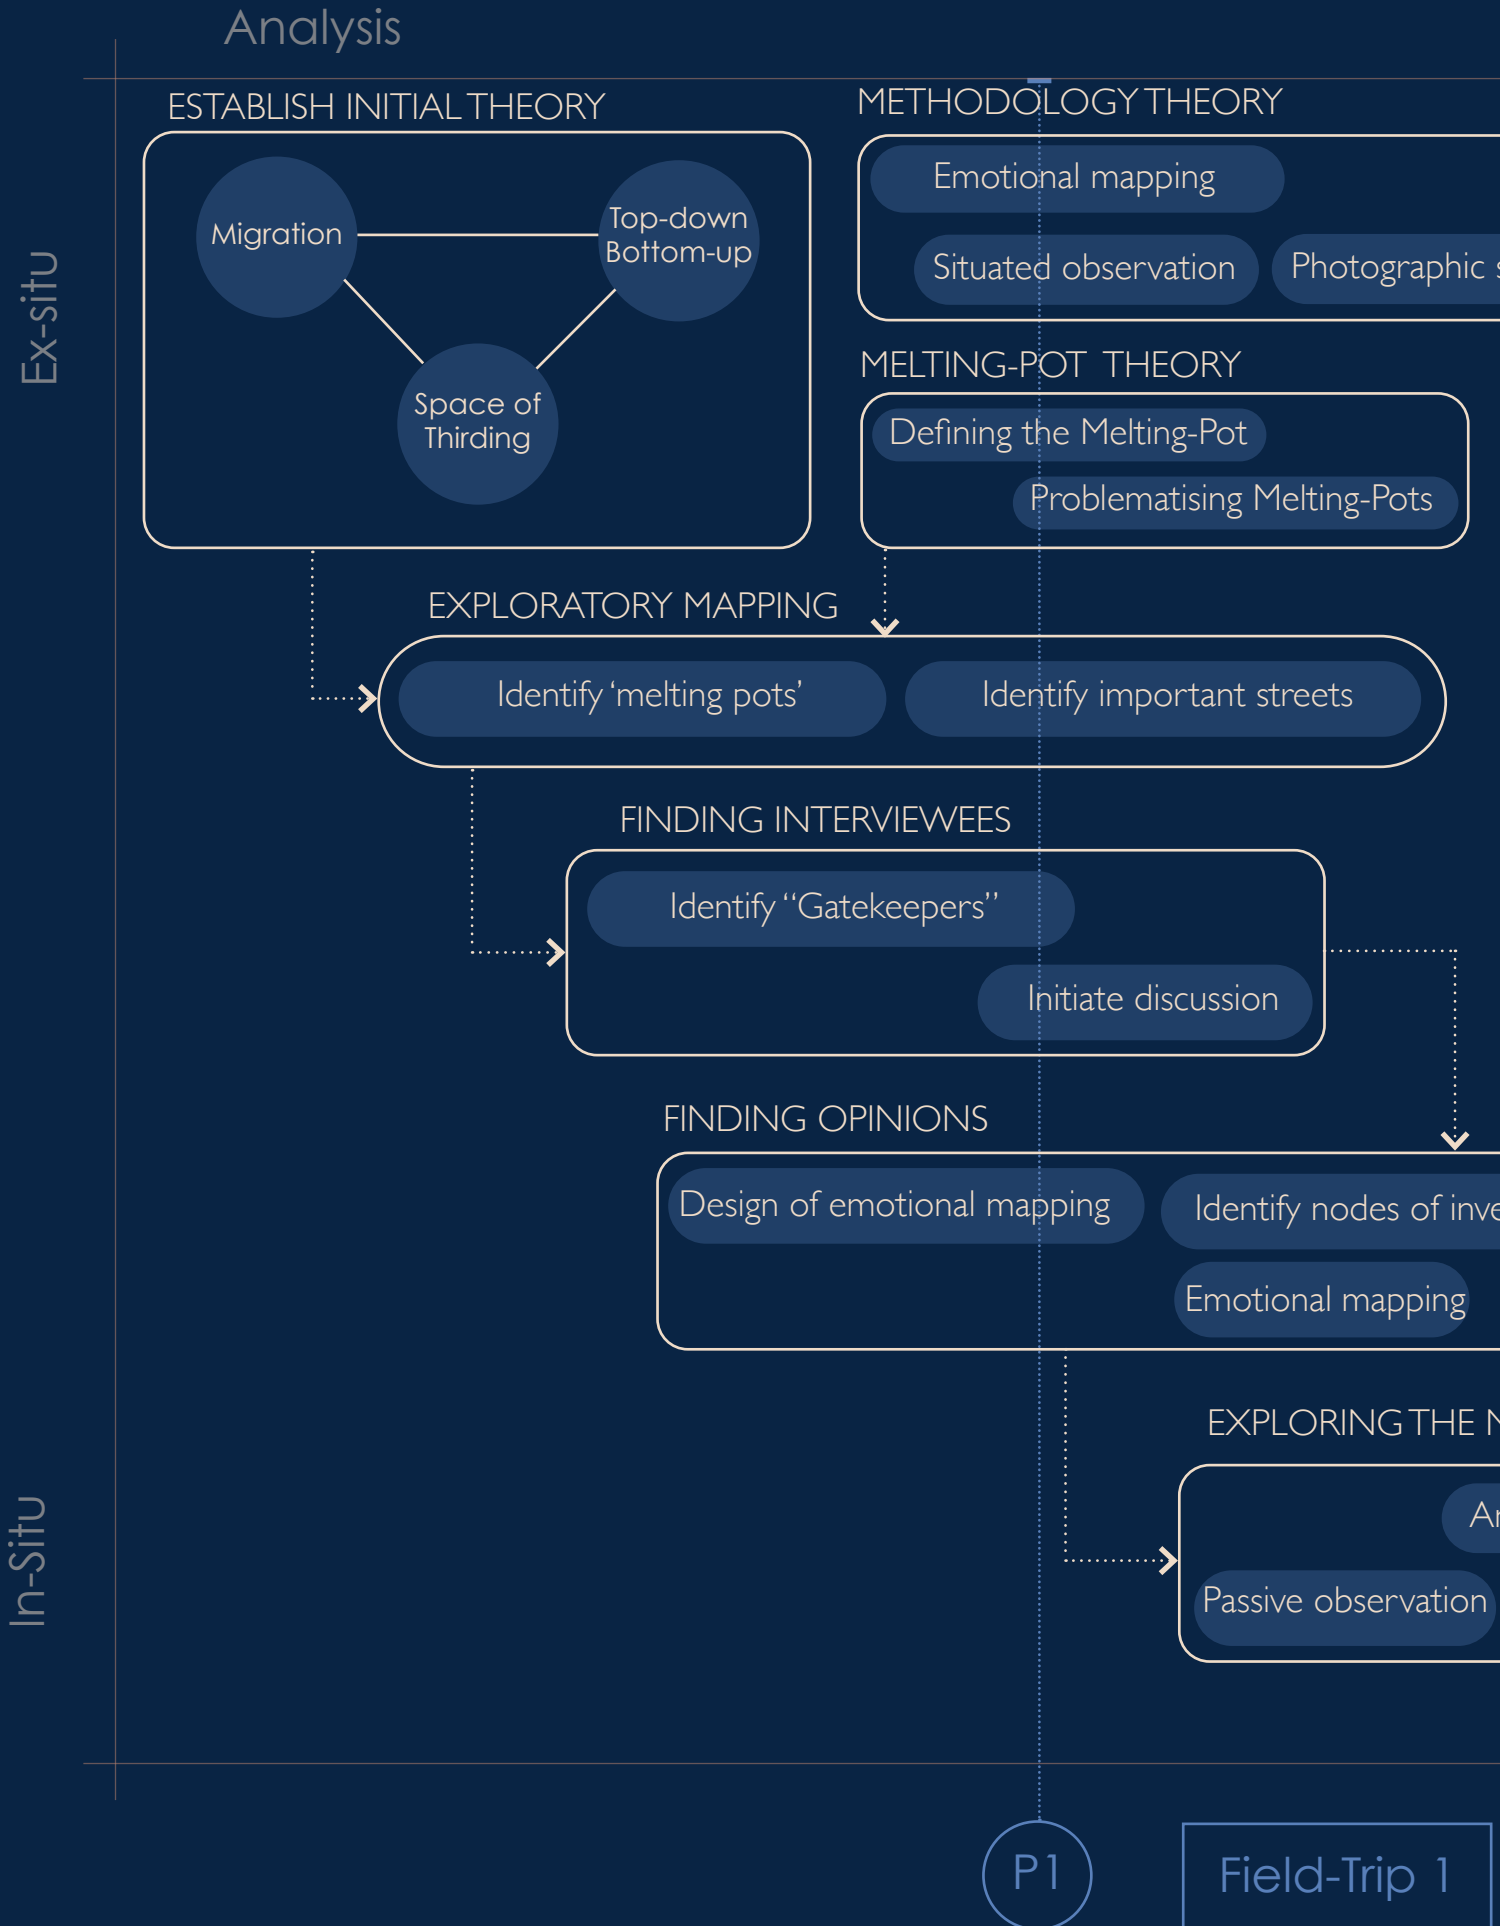 Analysis
Ex-situ
In-Situ
ESTABLISH INITIAL THEORY
Migration
Top-down
Bottom-up
Space of
Thirding
METHODOLOGY THEORY
Emotional mapping
Situated observation
Photographic
MELTING-POT THEORY
Defining the Melting-Pot
Problematising Melting-Pots
EXPLORATORY MAPPING
Identify ‘melting pots’
Identify important streets
FINDING INTERVIEWEES
Identify “Gatekeepers”
Initiate discussion
FINDING OPINIONS
Design of emotional mapping
Identify nodes of
Emotional mapping
EXPLORING THE
Passive observation
P1
Field-Trip 1